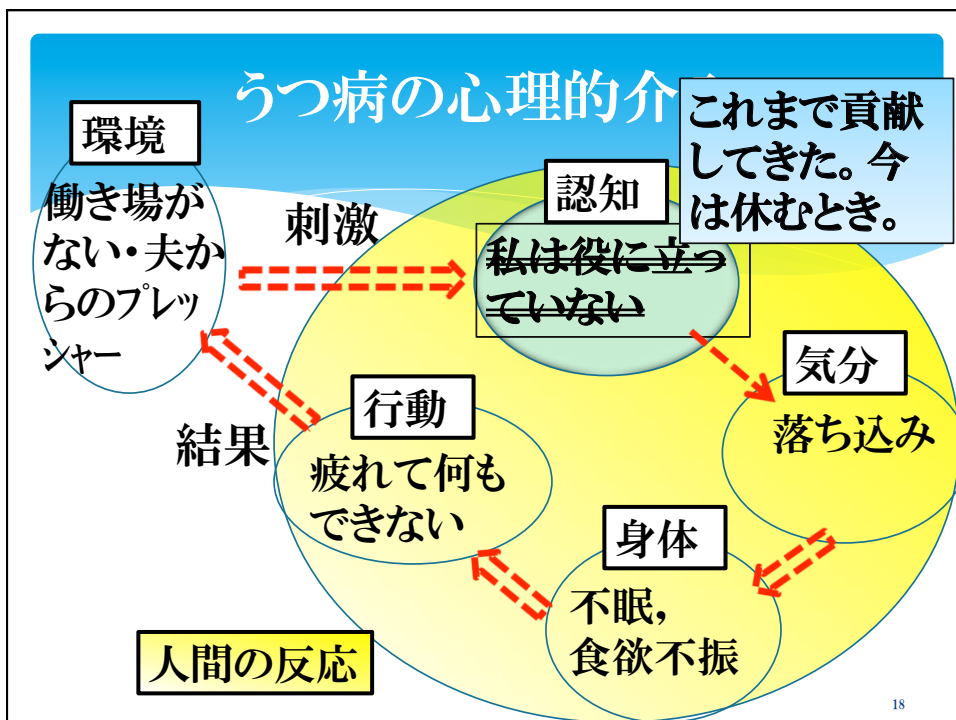 うつ病の心理的介
これまで貢献
してきた。今
は休むとき。
環境
働き場が
ない・夫か
らのプレッ
シャー
刺激
認知
私は役に立っ
ていない
気分
落ち込み
行動
疲れて何も
できない
結果
身体
不眠，
食欲不振
人間の反応
18